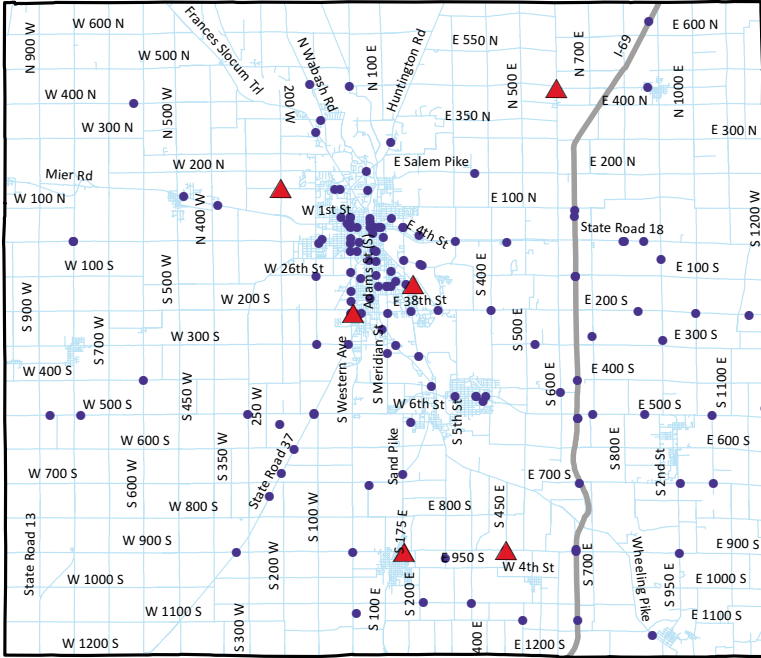 W 600 N
E 550 N
E 600 N
N 900 W
Frances Slocum Trl
N Wabash Rd
N 100 E
Huntington Rd
N 700 E
I-69
W 500 N
200 W
N 500 E
N 1000 E
W 400 N
E 400 N
N 500 W
W 300 N
E 350 N
E 300 N
W 200 N
E Salem Pike
E 200 N
Mier Rd
W 100 N
N 400 W
E 100 N
S 1200 W
W 1st St
E 4th St
State Road 18
W 100 S
S 500 W
W 26th St
Adams St (S)
S 400 E
E 100 S
S 900 W
W 200 S
E 38th St
E 200 S
S 700 W
W 300 S
S Western Ave
S Meridian St
S 500 E
E 300 S
W 400 S
S 450 W
S 600 E
E 400 S
S 1100 E
W 500 S
250 W
W 6th St
S 5th St
E 500 S
W 600 S
S 350 W
S 800 E
S 2nd St
E 600 S
W 700 S
S 600 W
State Road 37
Sand Pike
E 700 S
W 800 S
S 100 W
E 800 S
S 450 E
State Road 13
W 900 S
S 200 W
S 175 E
E 950 S
W 4th St
S 700 E
Wheeling Pike
S 950 E
E 900 S
W 1000 S
E 1000 S
W 1100 S
S 300 W
S 100 E
S 200 E
400 E
E 1100 S
W 1200 S
E 1200 S